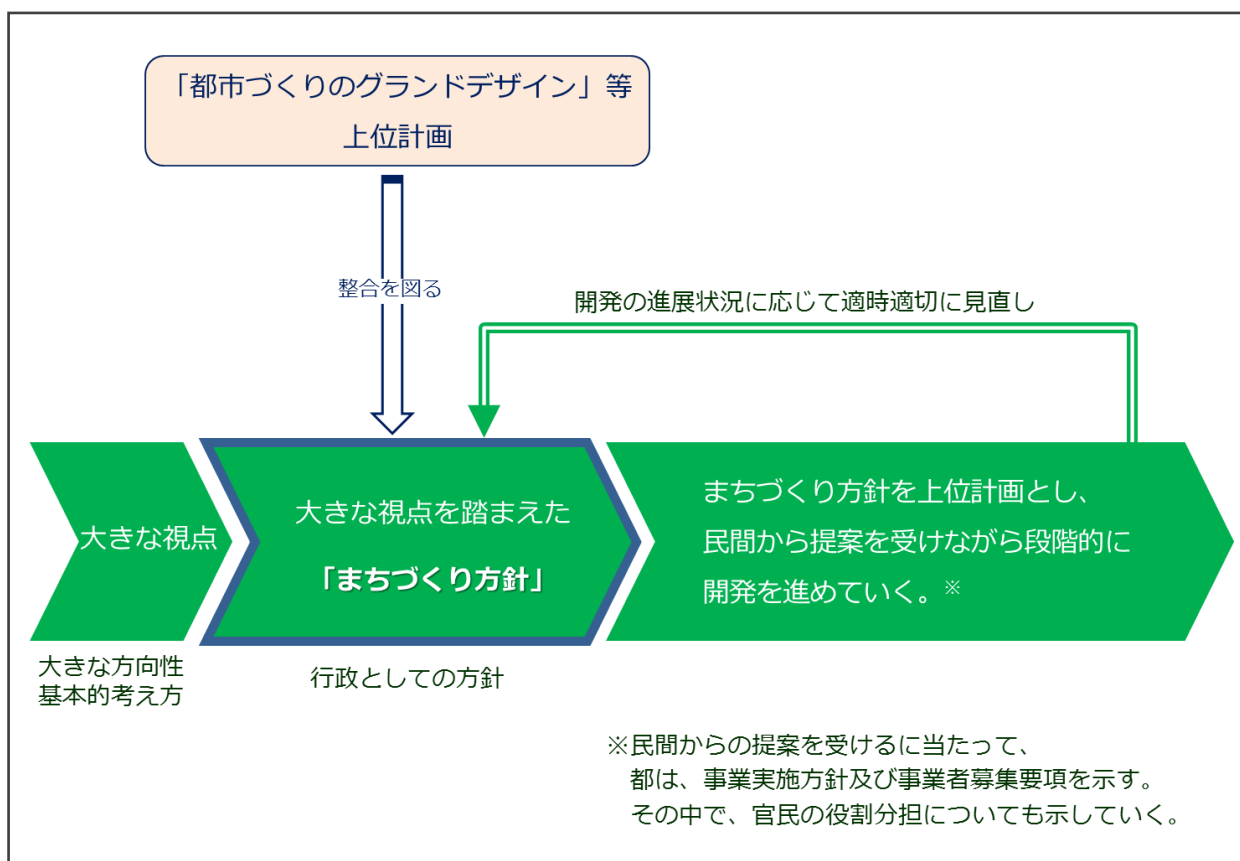 「都市づくりのグランドデザイン」等
上位計画
整合を図る
開発の進展状況に応じて適時適切に見直し
大きな視点
大きな視点を踏まえた
「まちづくり方針」
まちづくり方針を上位計画とし、
民間から提案を受けながら段階的に
開発を進めていく。※
大きな方向性
基本的考え方
行政としての方針
※民間からの提案を受けるに当たって、
都は、事業実施方針及び事業者募集要項を示す。
その中で、官民の役割分担についても示していく。